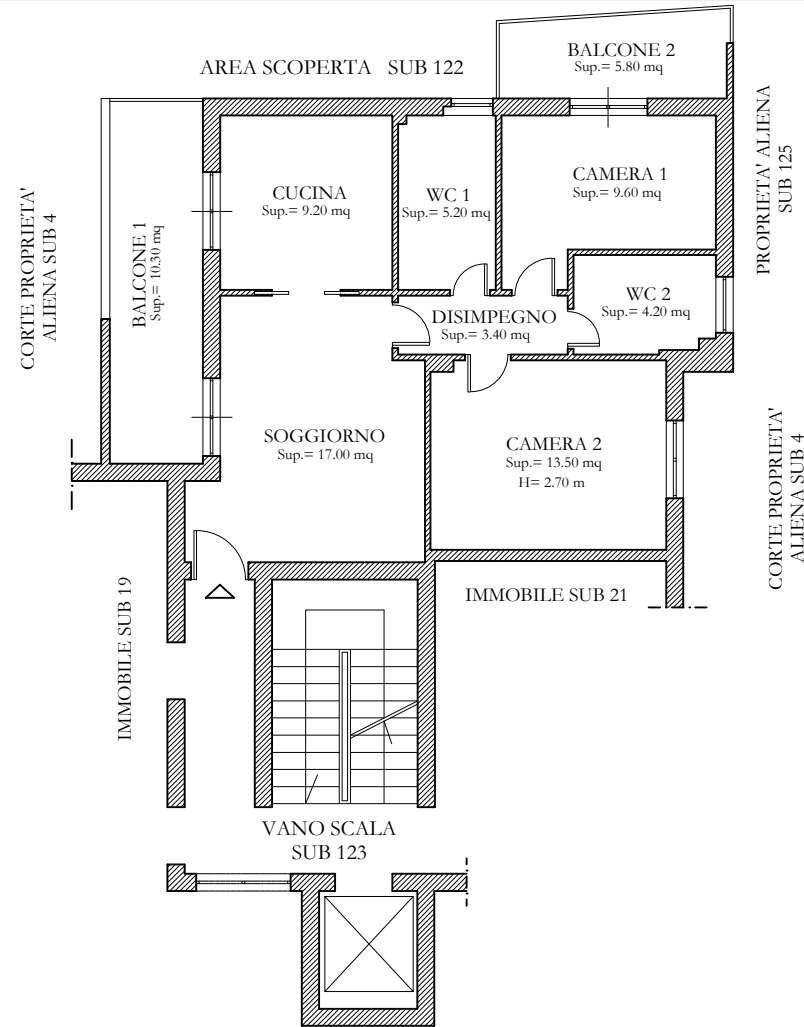 AREA SCOPERTA SUB 122
BALCONE 2
Sup.= 5.80 mq
PROPRIETA' ALIENA
SUB 125
CORTE PROPRIETA'
ALIENA SUB 4
BALCONE 1
Sup.= 10.30 mq
CUCINA
Sup.= 9.20 mq
WC 1
Sup.= 5.20 mq
CAMERA 1
Sup.= 9.60 mq
WC 2
Sup.= 4.20 mq
DISIMPEGNO
Sup.= 3.40 mq
SOGGIORNO
Sup.= 17.00 mq
CAMERA 2
Sup.= 13.50 mq
H= 2.70 m
CORTE PROPRIETA'
ALIENA SUB 4
IMMOBILE SUB 19
IMMOBILE SUB 21
VANO SCALA
SUB 123